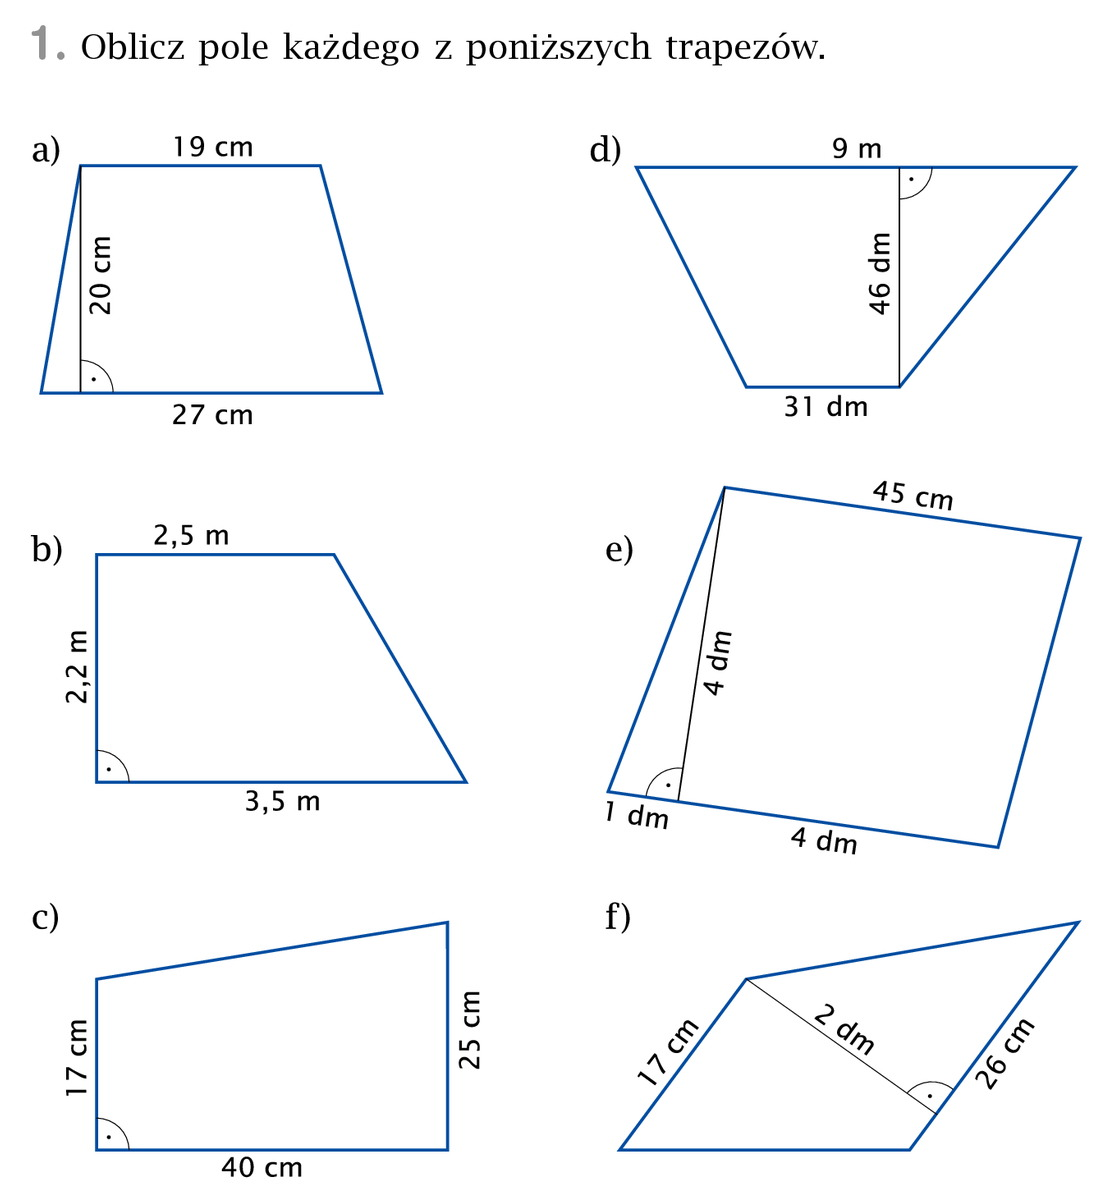 1. Oblicz pole każdego z poniższych trapezów.
a)
19 cm
20 cm
27 cm
d)
9 m
46 dm
31 dm
b)
2,5 m
2,2 m
3,5 m
e)
45 cm
4 dm
1 dm
4 dm
c)
17 cm
25 cm
40 cm
f)
17 cm
2 dm
26 cm